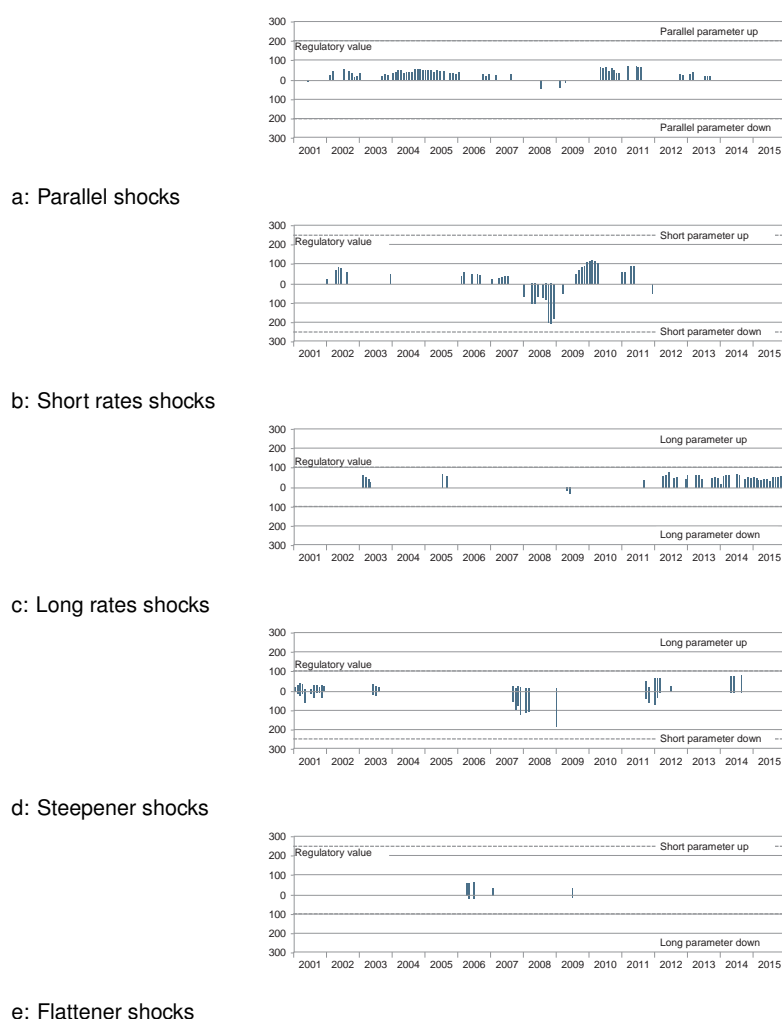 300
Parallel parameter up
200
Regulatory value
100
0
100
200
Parallel parameter down
300
2001 2002 2003 2004 2005 2006 2007 2008 2009 2010 2011 2012 2013 2014 2015
a: Parallel shocks
300
Short parameter up
200
Regulatory value
100
0
100
200
Short parameter down
300
2001 2002 2003 2004 2005 2006 2007 2008 2009 2010 2011 2012 2013 2014 2015
b: Short rates shocks
300
Long parameter up
200
Regulatory value
100
0
100
200
Long parameter down
300
2001 2002 2003 2004 2005 2006 2007 2008 2009 2010 2011 2012 2013 2014 2015
c: Long rates shocks
300
Long parameter up
200
Regulatory value
100
0
100
200
Short parameter down
300
2001 2002 2003 2004 2005 2006 2007 2008 2009 2010 2011 2012 2013 2014 2015
d: Steepener shocks
300
Short parameter up
200
Regulatory value
100
0
100
200
Long parameter down
300
2001 2002 2003 2004 2005 2006 2007 2008 2009 2010 2011 2012 2013 2014 2015
e: Flattener shocks